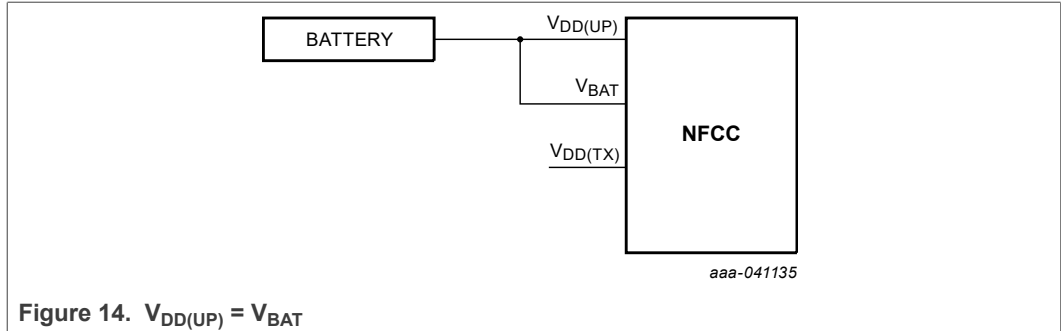 BATTERY
VDD(UP)
VBAT
NFCC
VDD(TX)
aaa-041135
Figure 14. VDD(UP) = VBAT